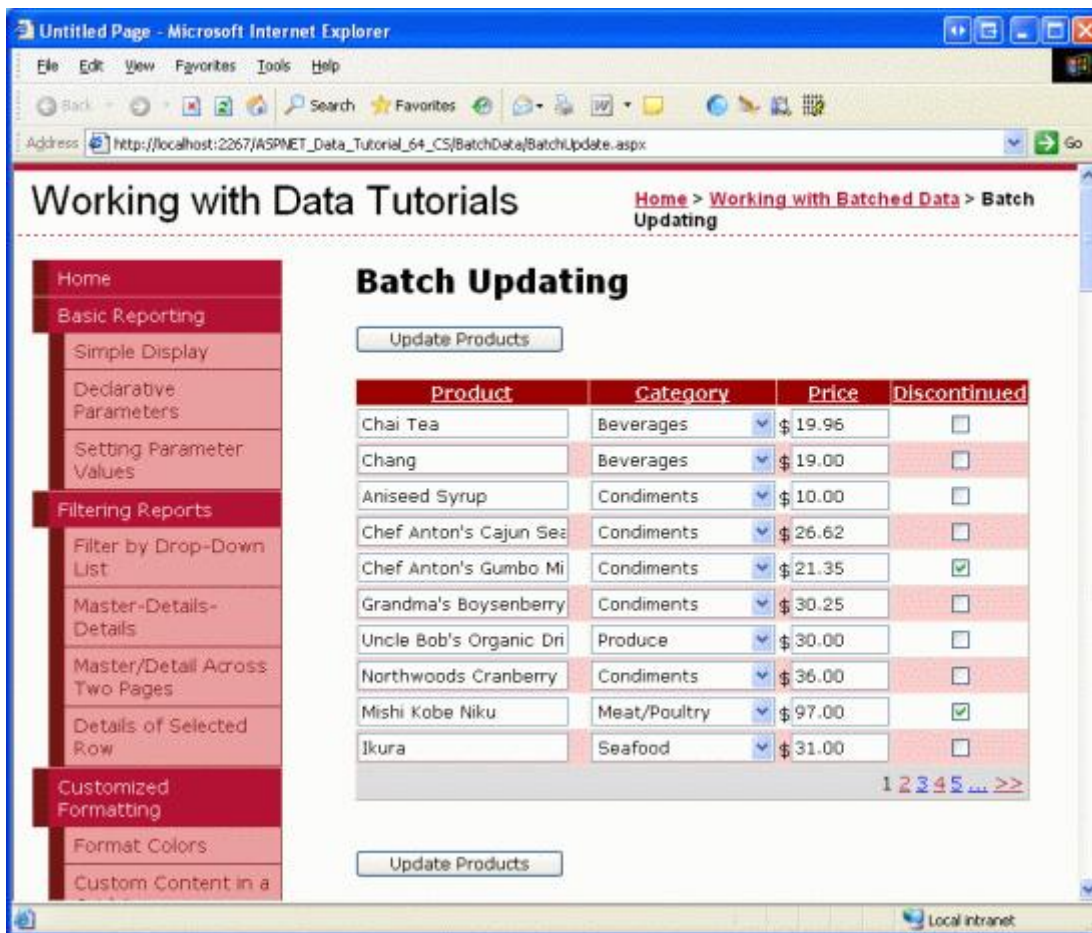 Untitled Page - Microsoft Internet Explorer
File Edit View Favorites Tools Help
Back Search Favorites
Address http://localhost:2267/ASPNET_Data_Tutorial_64_CS/BatchData/BatchUpdate.aspx Go
Working with Data Tutorials
Home > Working with Batched Data > Batch
Updating
Home
Basic Reporting
Simple Display
Declarative
Parameters
Setting Parameter
Values
Filtering Reports
Filter by Drop-Down
List
Master-Details-
Details
Master/Detail Across
Two Pages
Details of Selected
Row
Customized
Formatting
Format Colors
Custom Content in a
Batch Updating
Update Products
Product Category Price Discontinued
Chai Tea Beverages $ 19.96
Chang Beverages $ 19.00
Aniseed Syrup Condiments $ 10.00
Chef Anton's Cajun Sea Condiments $ 26.62
Chef Anton's Gumbo Mi Condiments $ 21.35
Grandma's Boysenberry Condiments $ 30.25
Uncle Bob's Organic Dri Produce $ 30.00
Northwoods Cranberry Condiments $ 36.00
Mishi Kobe Niku Meat/Poultry $ 97.00
Ikura Seafood $ 31.00
1 2 3 4 5 ... >>
Update Products
Local intranet